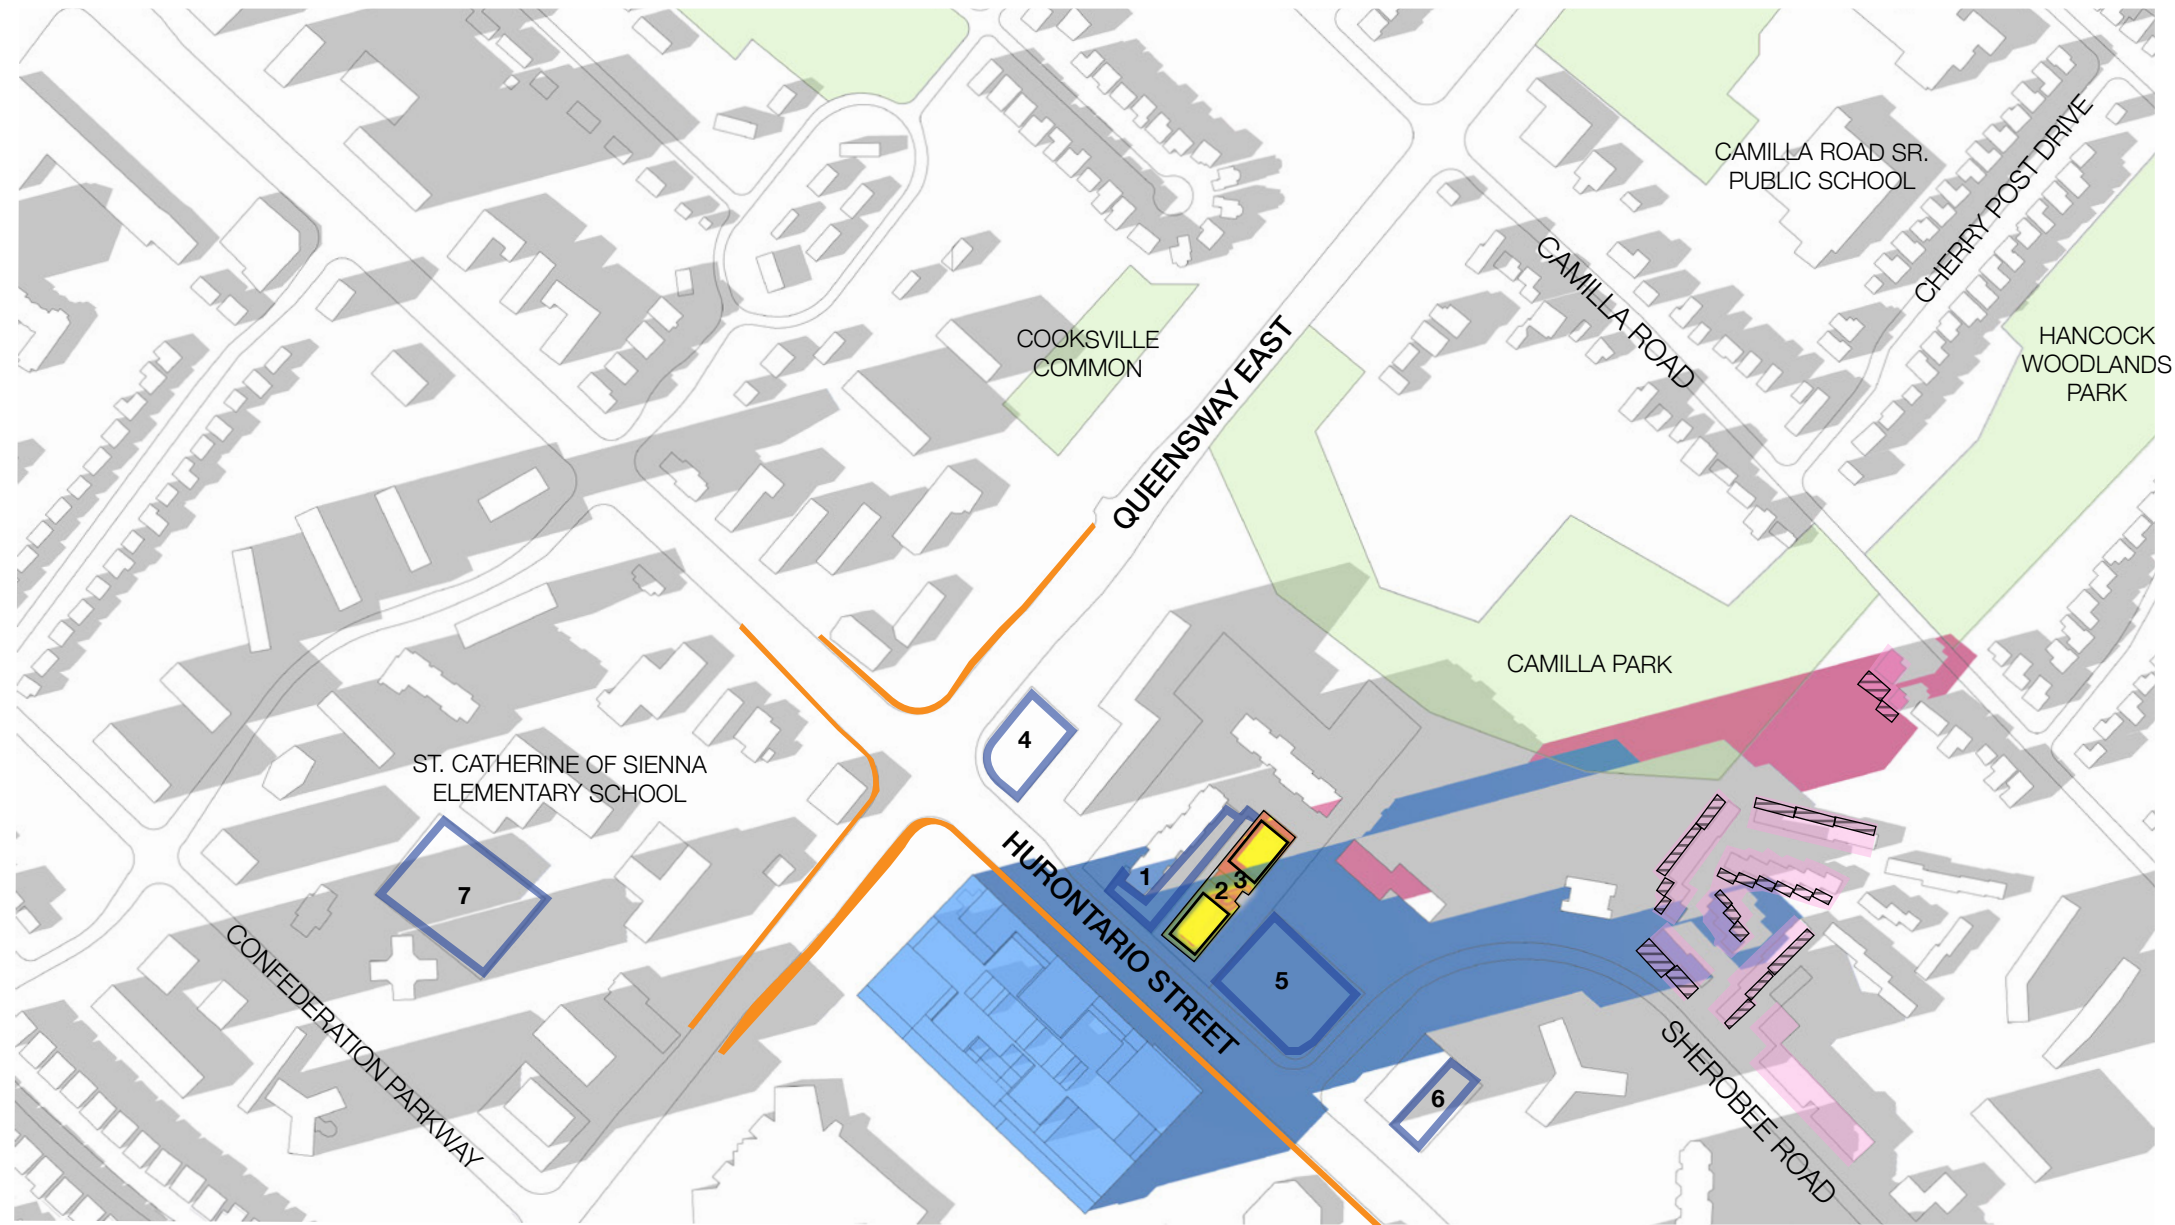 CAMILLA ROAD SR.
PUBLIC SCHOOL
CHERRY POST DRIVE
CAMILLA ROAD
HANCOCK
WOODLANDS
PARK
COOKSVILLE
COMMON
QUEENSWAY EAST
CAMILLA PARK
4
ST. CATHERINE OF SIENNA
ELEMENTARY SCHOOL
HURONTARIO STREET
1
2
3
7
5
CONFEDERATION PARKWAY
6
SHEROBEE ROAD